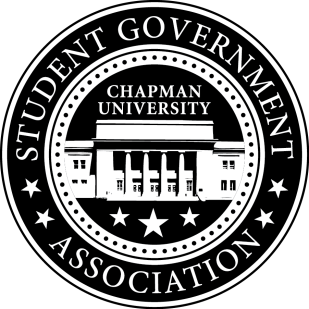 STUDENT GOVERNMENT
CHAPMAN
UNIVERSITY
ASSOCIATION